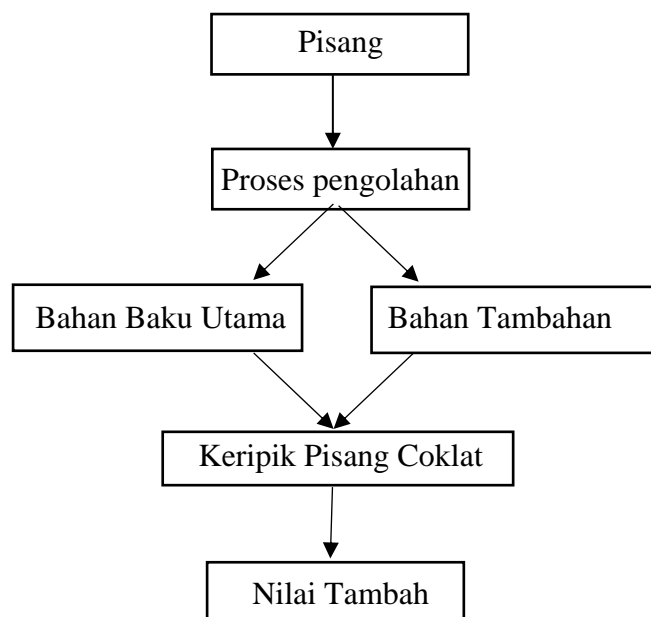 Pisang
Proses pengolahan
Bahan Baku Utama
Bahan Tambahan
Keripik Pisang Coklat
Nilai Tambah